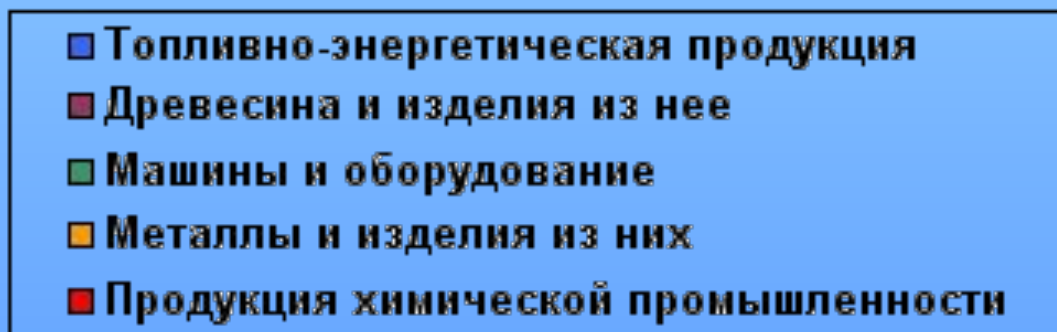 Топливно-энергетическая продукция
Древесина и изделия из нее
Машины и оборудование
Металлы и изделия из них
Продукция химической промышленности